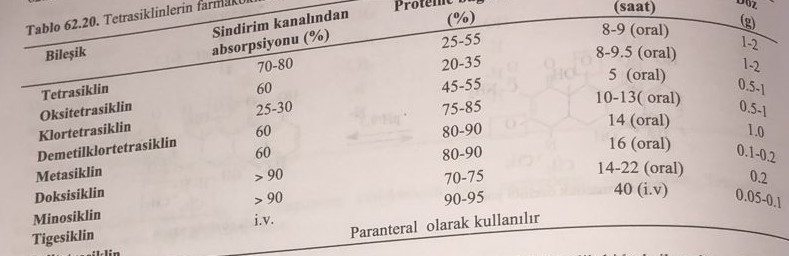 Tablo 62.20. Tetrasiklinlerin
Bileşik Sindirim kanalından absorpsiyonu (%) (%) (saat) (g)
Tetrasiklin 70-80 25-55 8-9 (oral) 1-2
Oksitetrasiklin 60 20-35 8-9.5 (oral) 1-2
Klortetrasiklin 25-30 45-55 5 (oral) 0.5-1
Demetilklortetrasiklin 60 75-85 10-13( oral) 0.5-1
Metasiklin 60 80-90 14 (oral) 1.0
Doksisiklin > 90 80-90 16 (oral) 0.1-0.2
Minosiklin > 90 70-75 14-22 (oral) 0.2
Tigesiklin i.v. 90-95 40 (i.v) 0.05-0.1
Paranteral olarak kullanılır